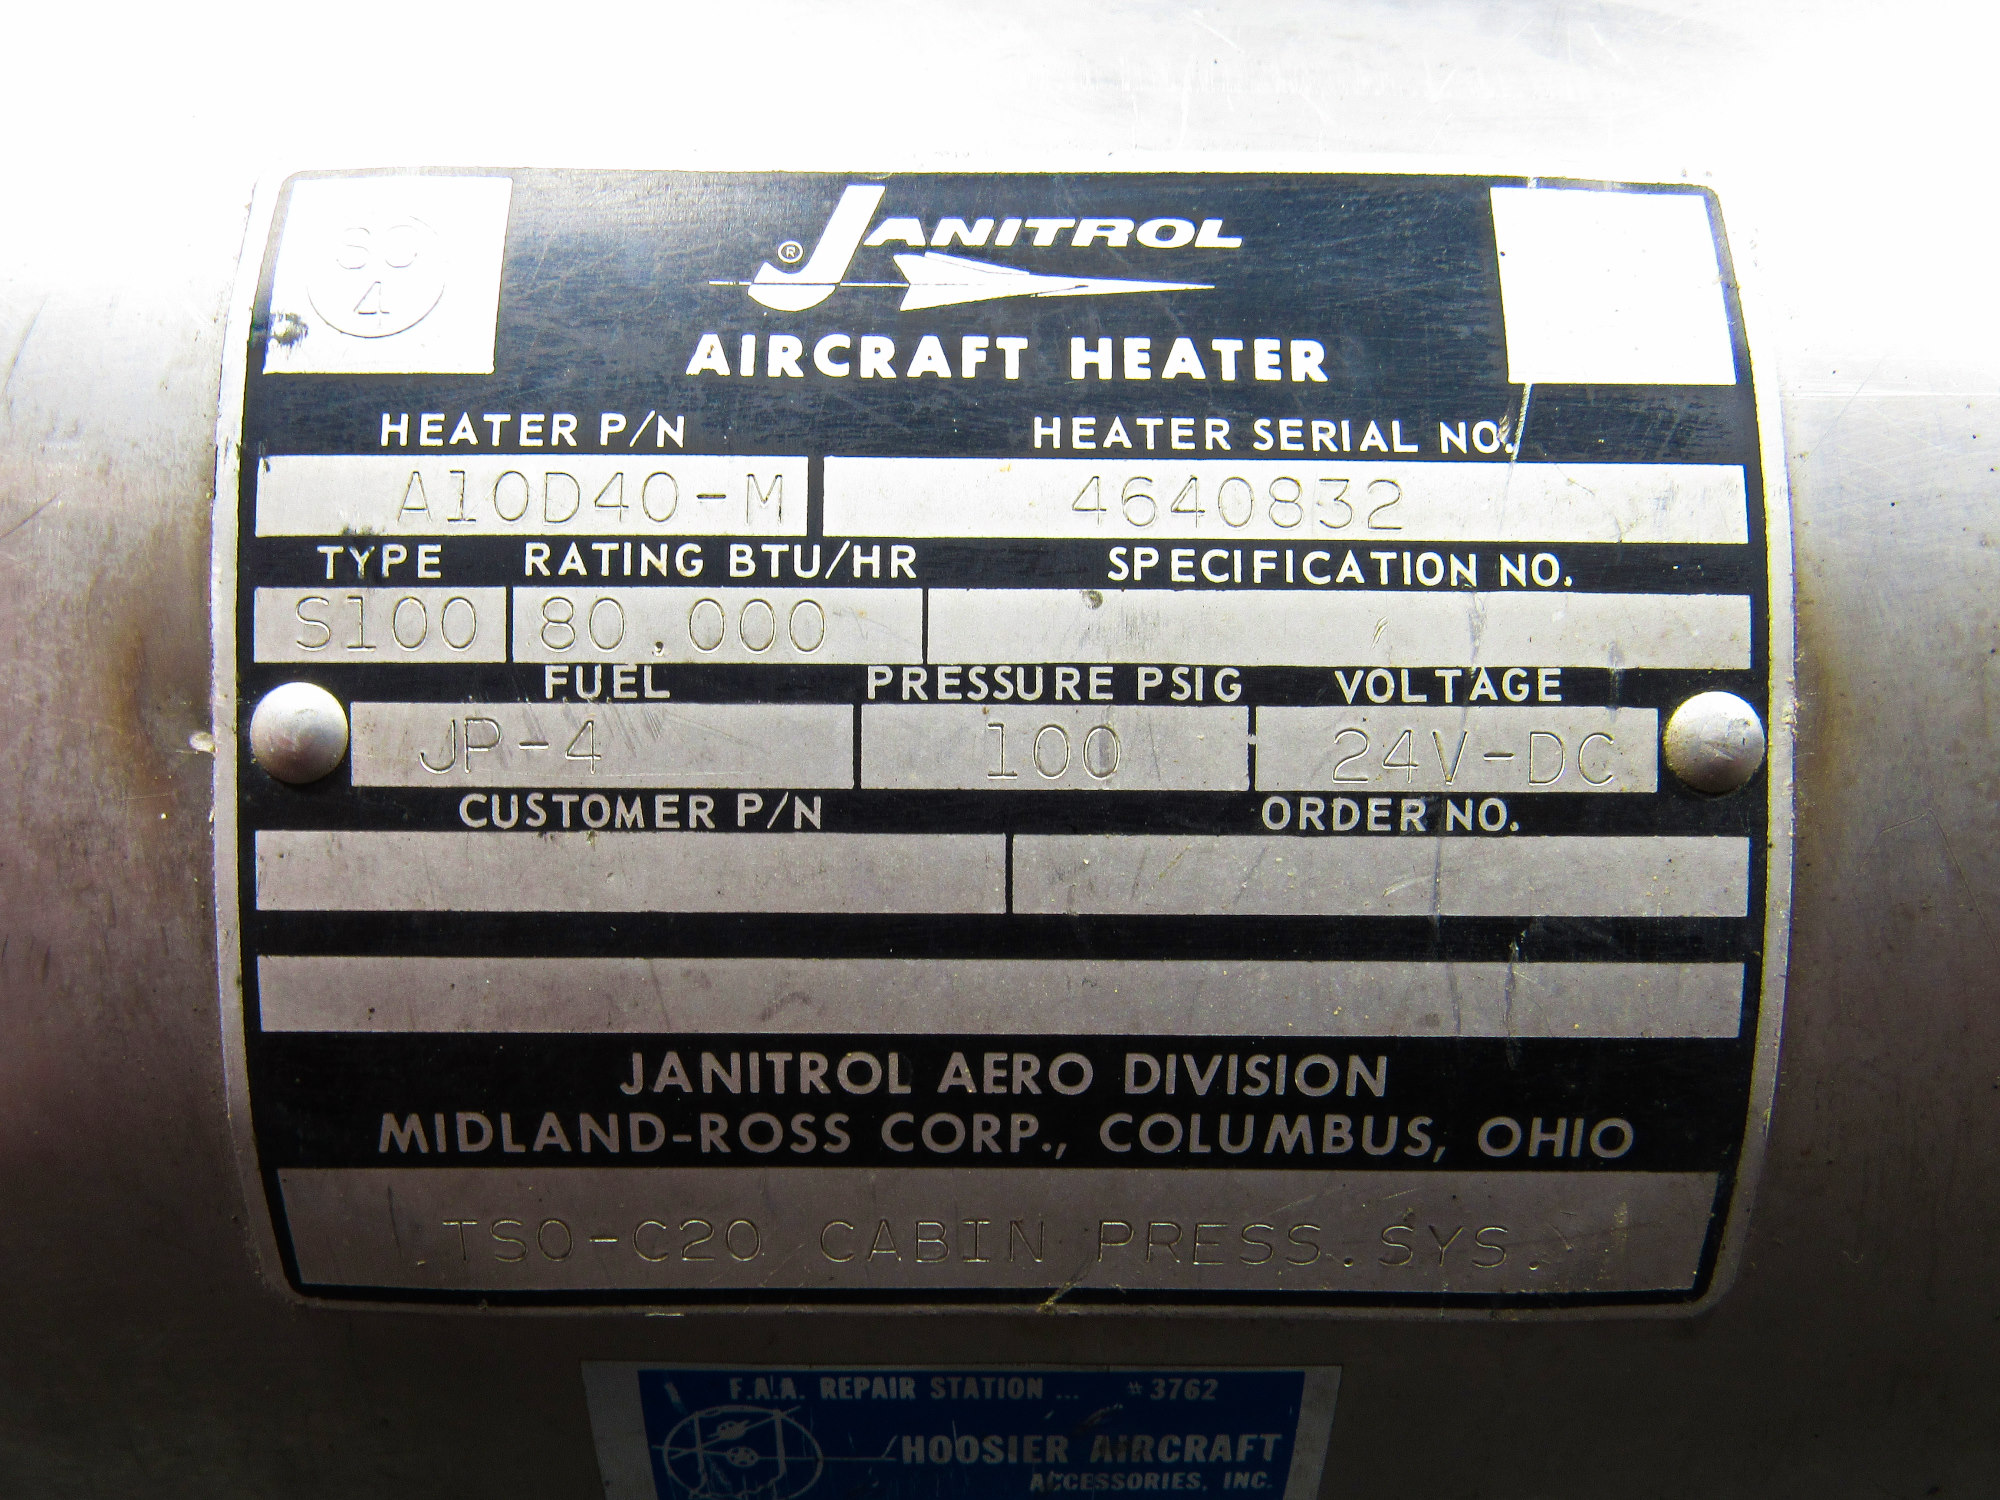 JANITROL ®
AIRCRAFT HEATER
HEATER P/N HEATER SERIAL NO.
A10D40-M 4640832
TYPE RATING BTU/HR SPECIFICATION NO.
S100 80,000
FUEL PRESSURE PSIG VOLTAGE
JP-4 100 24V-DC
CUSTOMER P/N ORDER NO.
JANITROL AERO DIVISION
MIDLAND-ROSS CORP., COLUMBUS, OHIO
TSO-C20 CABIN PRESS.SYS.
F.A.A. REPAIR STATION ... #3762
HOOSIER AIRCRAFT
ACCESSORIES, INC.